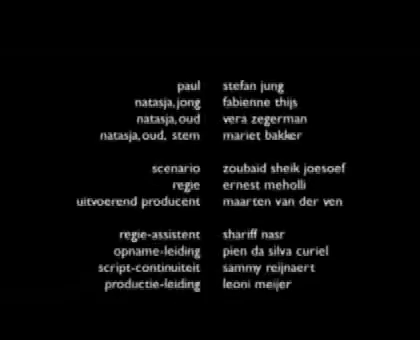 paul stefan jung
natasja, jong fabienne thijs
natasja, oud vera zegerman
natasja, oud, stem mariet bakker
scenario zoubaid sheik joesoef
regie ernest meholli
uitvoerend producent maarten van der ven
regie-assistent shariff nasr
opname-leiding pien da silva curiel
script-continuiteit sammy reijnaert
productie-leiding leoni meijer